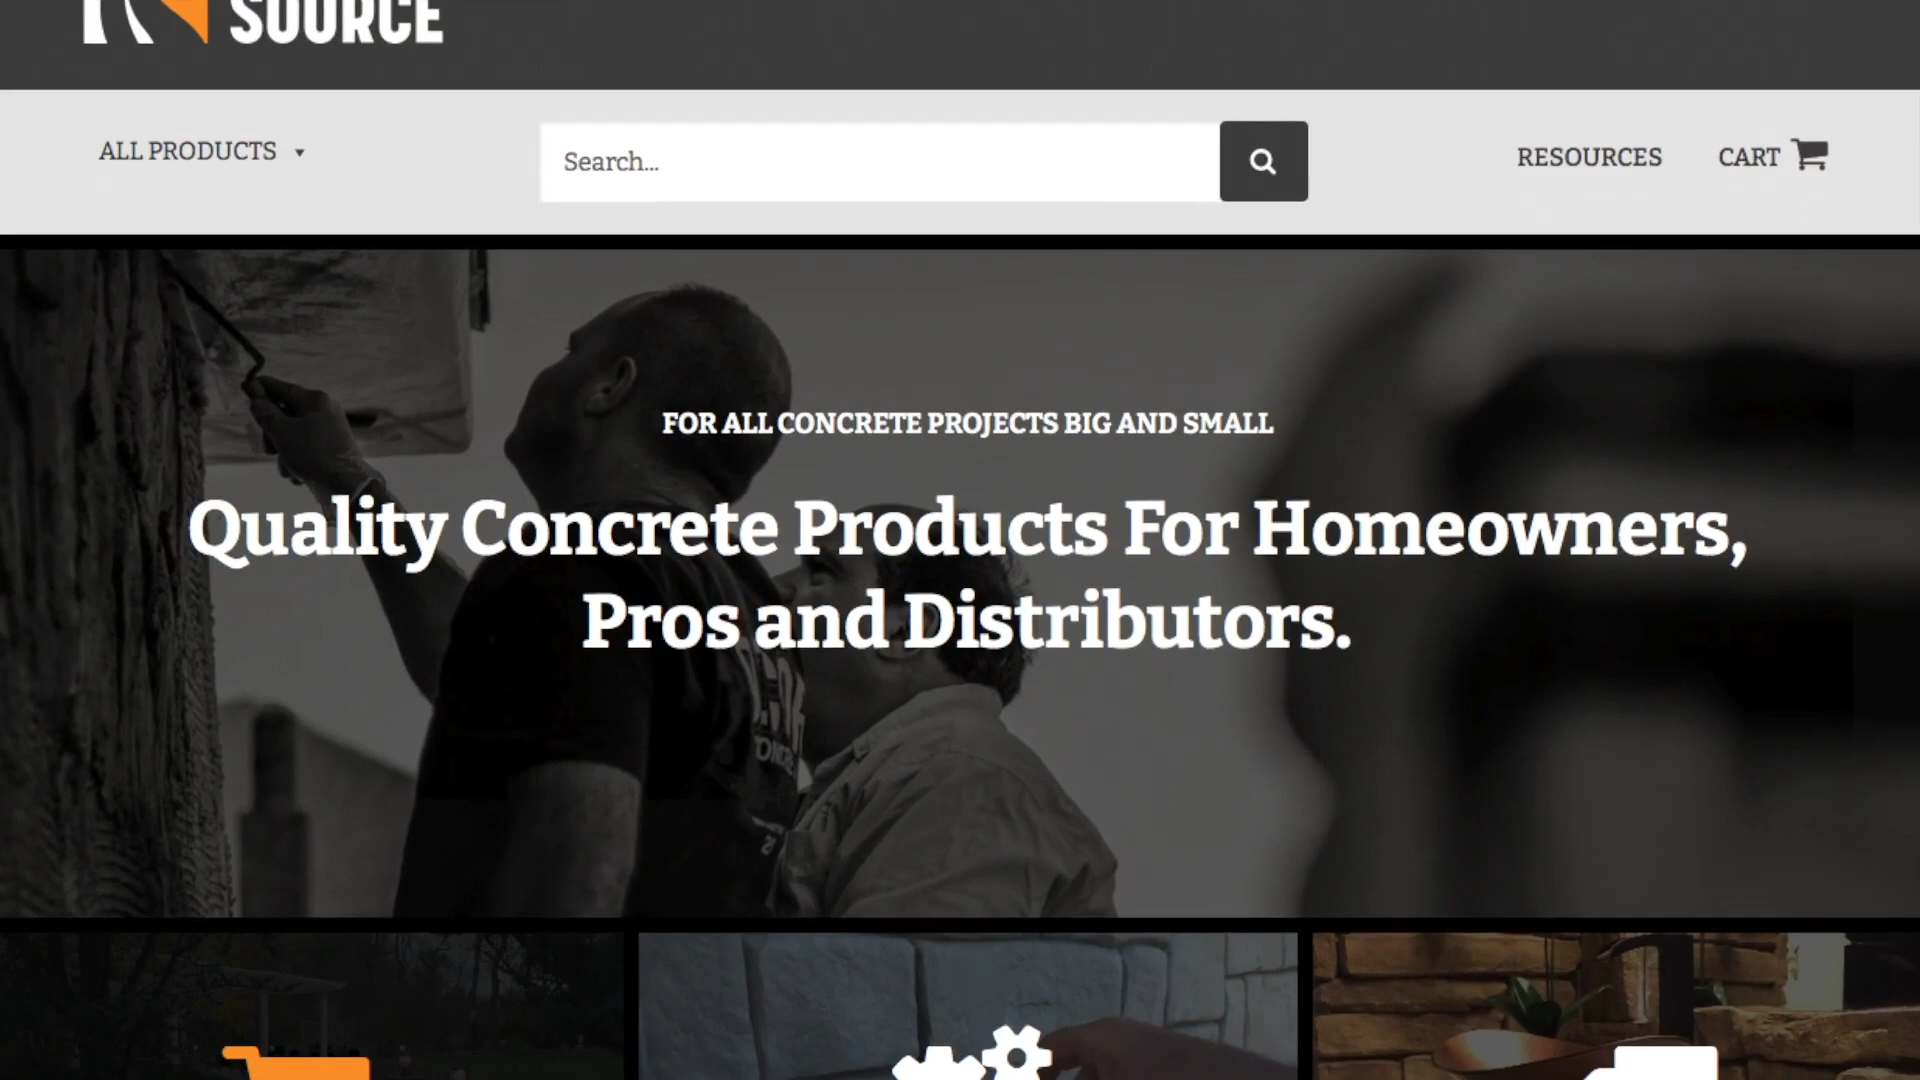 SOURCE
ALL PRODUCTS
Search...
RESOURCES
CART
FOR ALL CONCRETE PROJECTS BIG AND SMALL
Quality Concrete Products For Homeowners,
Pros and Distributors.